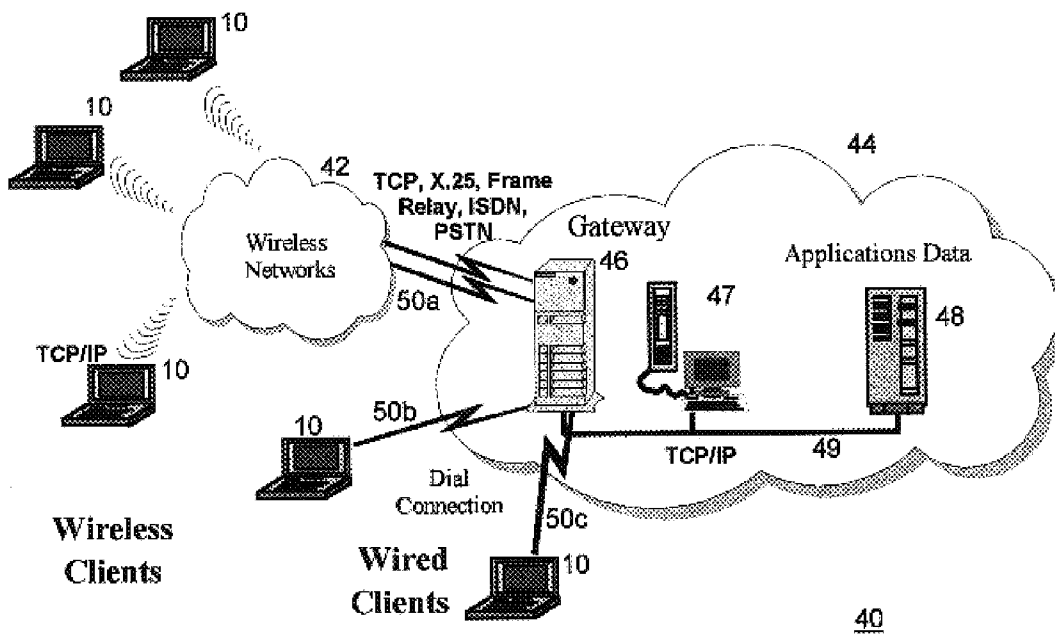 10
10
42
44
TCP, X.25, Frame
Relay, ISDN,
PSTN
Gateway
46
Applications Data
Wireless
Networks
47
48
50a
TCP/IP
10
50b
10
TCP/IP
49
Dial
Connection
50c
Wireless
Clients
Wired
Clients
10
40